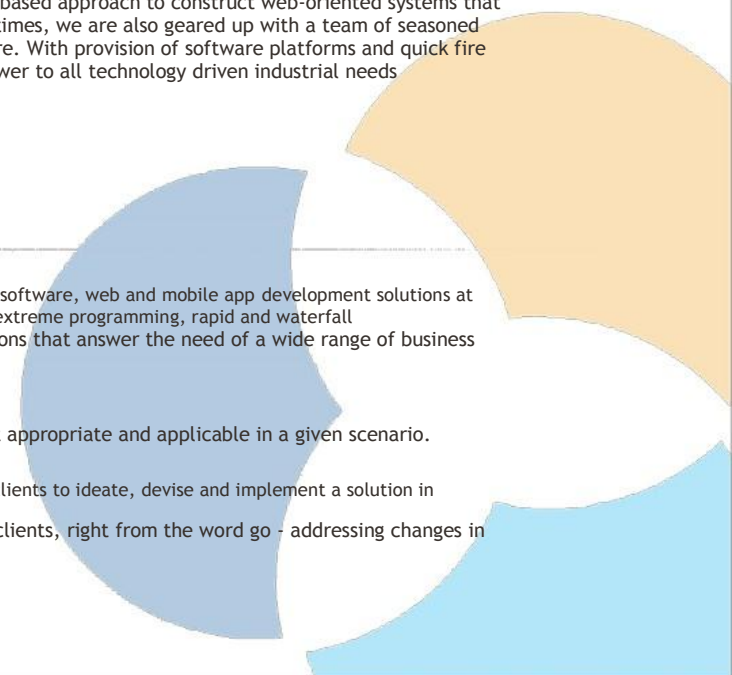 based approach to construct web-oriented systems that
times, we are also geared up with a team of seasoned
re. With provision of software platforms and quick fire
wer to all technology driven industrial needs
software, web and mobile app development solutions at
extreme programming, rapid and waterfall
ons that answer the need of a wide range of business
appropriate and applicable in a given scenario.
lients to ideate, devise and implement a solution in
clients, right from the word go - addressing changes in